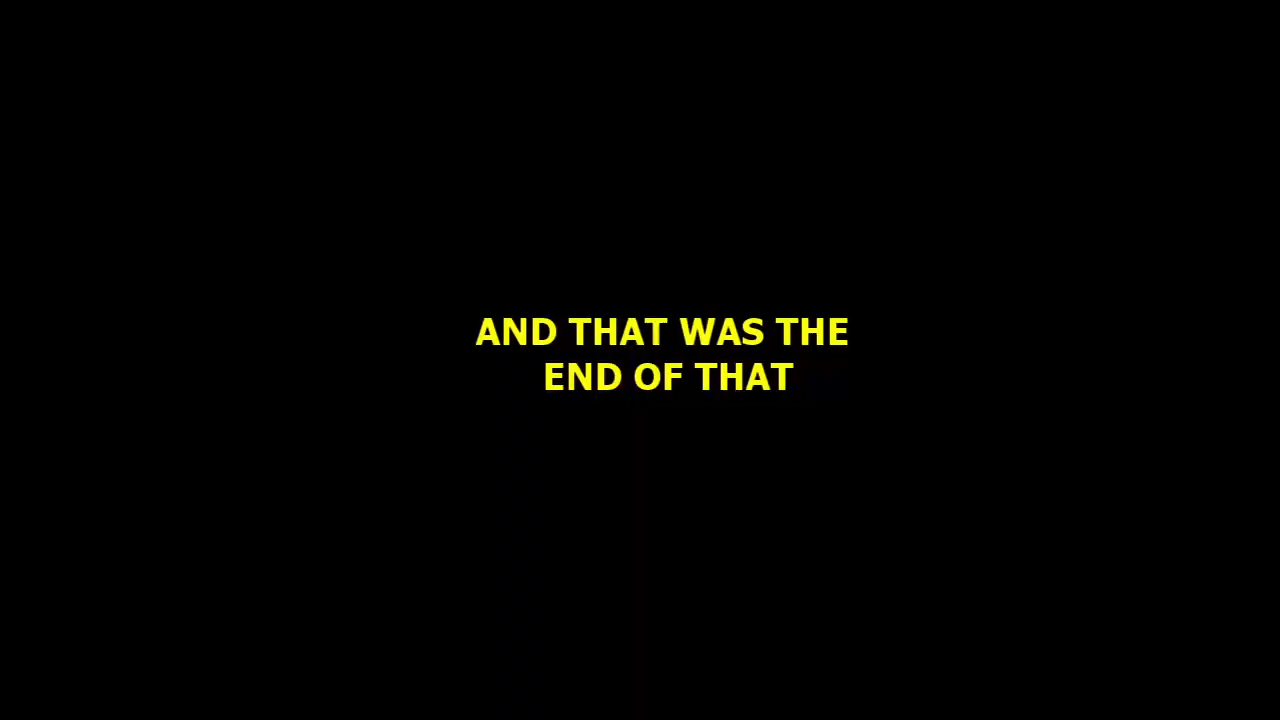 AND THAT WAS THE
END OF THAT